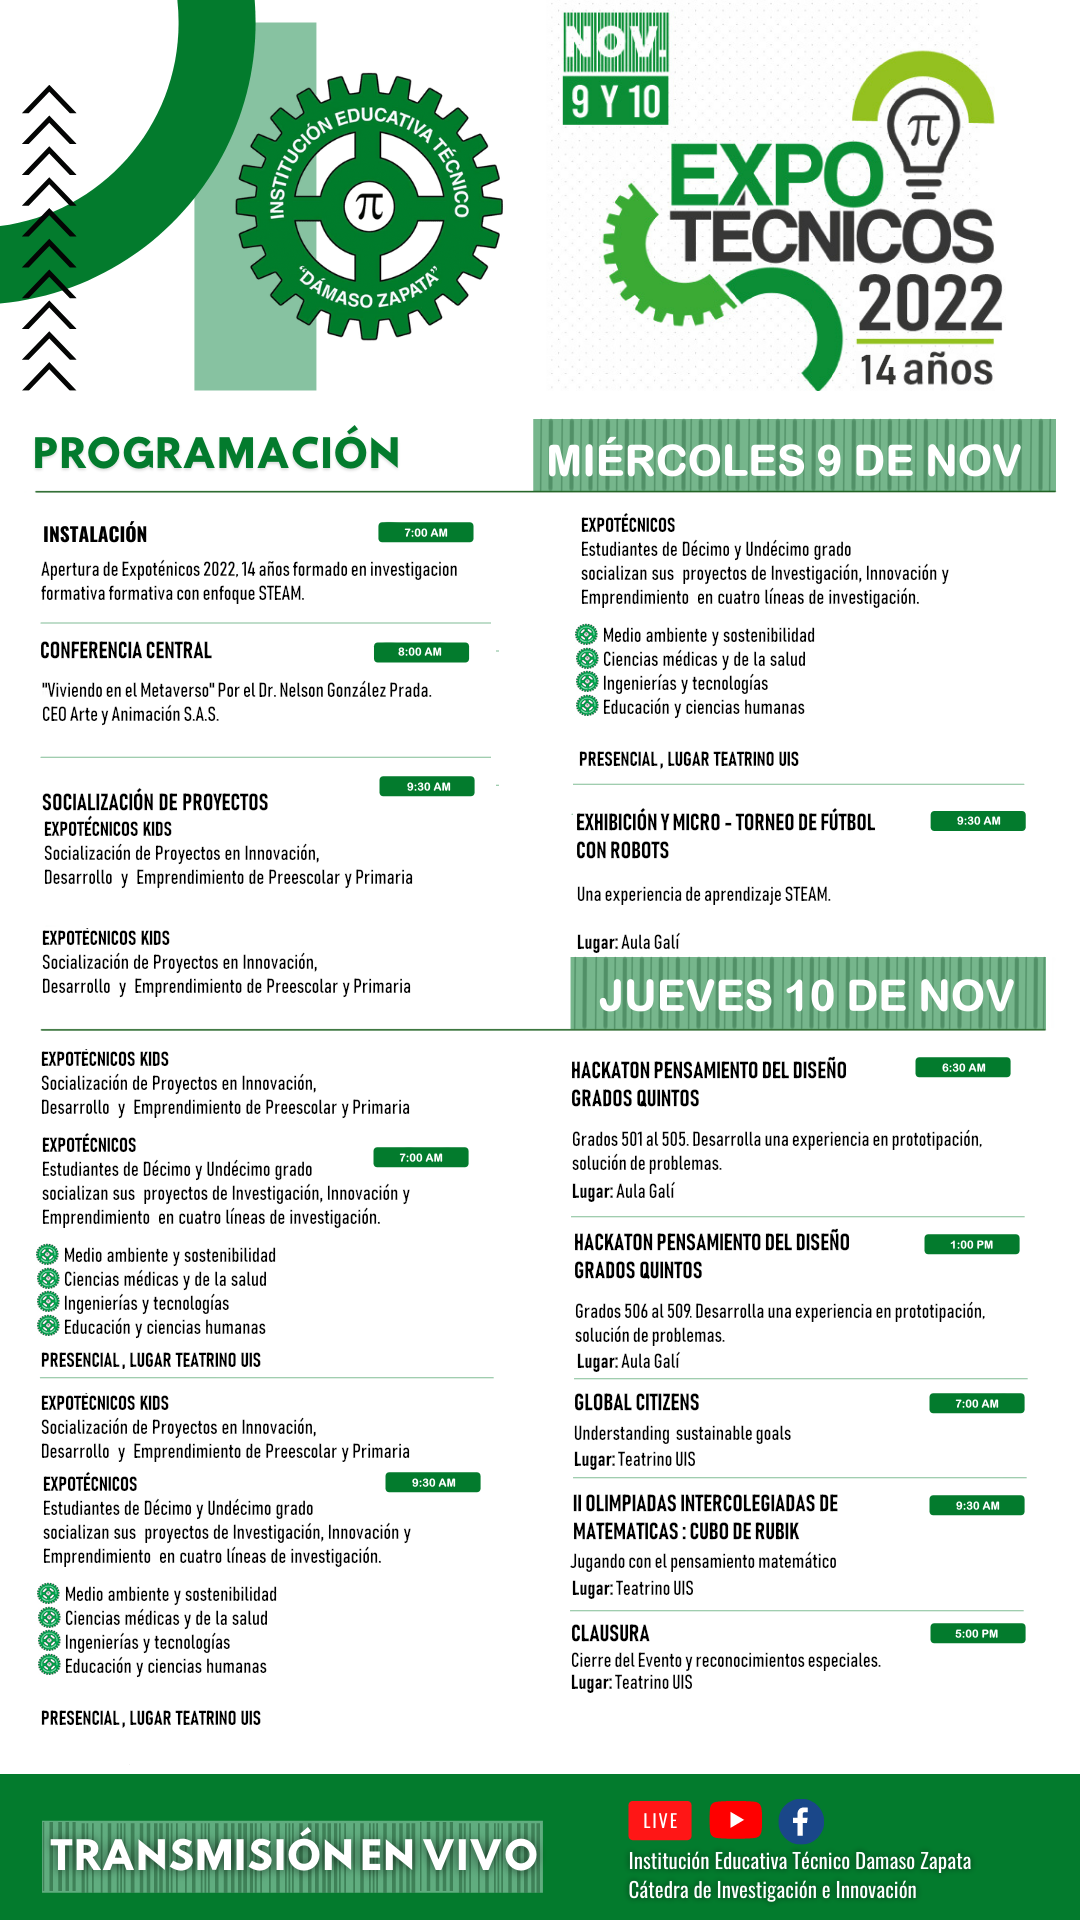 INSTITUCIÓN EDUCATIVA TÉCNICO
π
"DÁMASO ZAPATA"
NOV.
9 Y 10
π
EXPO
TÉCNICOS
2022
14 años
PROGRAMACIÓN
MIÉRCOLES 9 DE NOV
INSTALACIÓN
7:00 AM
Apertura de Expoténicos 2022, 14 años formado en investigacion
formativa formativa con enfoque STEAM.
CONFERENCIA CENTRAL
8:00 AM
"Viviendo en el Metaverso" Por el Dr. Nelson González Prada.
CEO Arte y Animación S.A.S.
9:30 AM
SOCIALIZACIÓN DE PROYECTOS
EXPOTÉCNICOS KIDS
Socialización de Proyectos en Innovación,
Desarrollo y Emprendimiento de Preescolar y Primaria
EXPOTÉCNICOS KIDS
Socialización de Proyectos en Innovación,
Desarrollo y Emprendimiento de Preescolar y Primaria
EXPOTÉCNICOS
Estudiantes de Décimo y Undécimo grado
socializan sus proyectos de Investigación, Innovación y
Emprendimiento en cuatro líneas de investigación.
Medio ambiente y sostenibilidad
Ciencias médicas y de la salud
Ingenierías y tecnologías
Educación y ciencias humanas
PRESENCIAL, LUGAR TEATRINO UIS
EXHIBICIÓN Y MICRO - TORNEO DE FÚTBOL
CON ROBOTS
9:30 AM
Una experiencia de aprendizaje STEAM.
Lugar: Aula Galí
JUEVES 10 DE NOV
EXPOTÉCNICOS KIDS
Socialización de Proyectos en Innovación,
Desarrollo y Emprendimiento de Preescolar y Primaria
EXPOTÉCNICOS
7:00 AM
Estudiantes de Décimo y Undécimo grado
socializan sus proyectos de Investigación, Innovación y
Emprendimiento en cuatro líneas de investigación.
Medio ambiente y sostenibilidad
Ciencias médicas y de la salud
Ingenierías y tecnologías
Educación y ciencias humanas
PRESENCIAL, LUGAR TEATRINO UIS
EXPOTÉCNICOS KIDS
Socialización de Proyectos en Innovación,
Desarrollo y Emprendimiento de Preescolar y Primaria
EXPOTÉCNICOS
9:30 AM
Estudiantes de Décimo y Undécimo grado
socializan sus proyectos de Investigación, Innovación y
Emprendimiento en cuatro líneas de investigación.
Medio ambiente y sostenibilidad
Ciencias médicas y de la salud
Ingenierías y tecnologías
Educación y ciencias humanas
PRESENCIAL, LUGAR TEATRINO UIS
HACKATON PENSAMIENTO DEL DISEÑO
GRADOS QUINTOS
6:30 AM
Grados 501 al 505. Desarrolla una experiencia en prototipación,
solución de problemas.
Lugar: Aula Galí
HACKATON PENSAMIENTO DEL DISEÑO
GRADOS QUINTOS
1:00 PM
Grados 506 al 509. Desarrolla una experiencia en prototipación,
solución de problemas.
Lugar: Aula Galí
GLOBAL CITIZENS
7:00 AM
Understanding sustainable goals
Lugar: Teatrino UIS
II OLIMPIADAS INTERCOLEGIADAS DE
MATEMATICAS : CUBO DE RUBIK
9:30 AM
Jugando con el pensamiento matemático
Lugar: Teatrino UIS
CLAUSURA
5:00 PM
Cierre del Evento y reconocimientos especiales.
Lugar: Teatrino UIS
TRANSMISIÓN EN VIVO
LIVE
Institución Educativa Técnico Damaso Zapata
Cátedra de Investigación e Innovación